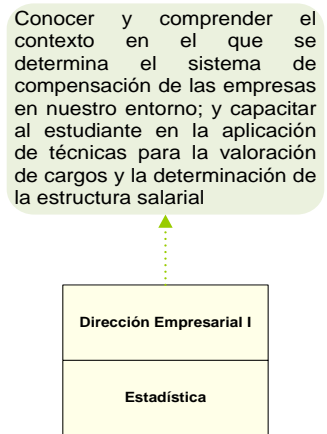 Conocer y comprender el
contexto en el que se
determina el sistema de
compensación de las empresas
en nuestro entorno; y capacitar
al estudiante en la aplicación
de técnicas para la valoración
de cargos y la determinación de
la estructura salarial
Dirección Empresarial I
Estadística